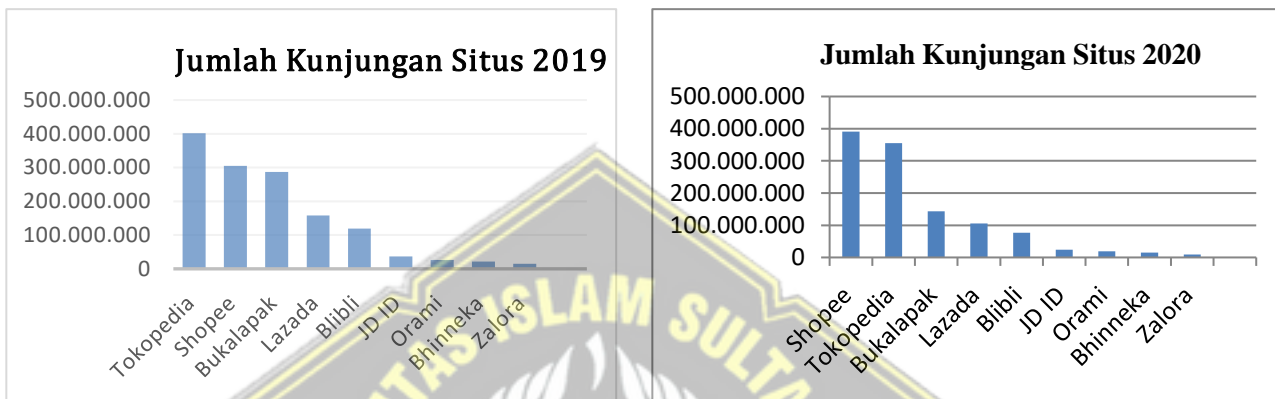 Jumlah Kunjungan Situs 2019
500.000.000
400.000.000
300.000.000
200.000.000
100.000.000
0
Tokopedia
Shopee
Bukalapak
Lazada
Blibli
JD ID
Orami
Bhinneka
Zalora
Jumlah Kunjungan Situs 2020
500.000.000
400.000.000
300.000.000
200.000.000
100.000.000
0
Shopee
Tokopedia
Bukalapak
Lazada
Blibli
JD ID
Orami
Bhinneka
Zalora
TAS ISLAM SULTA